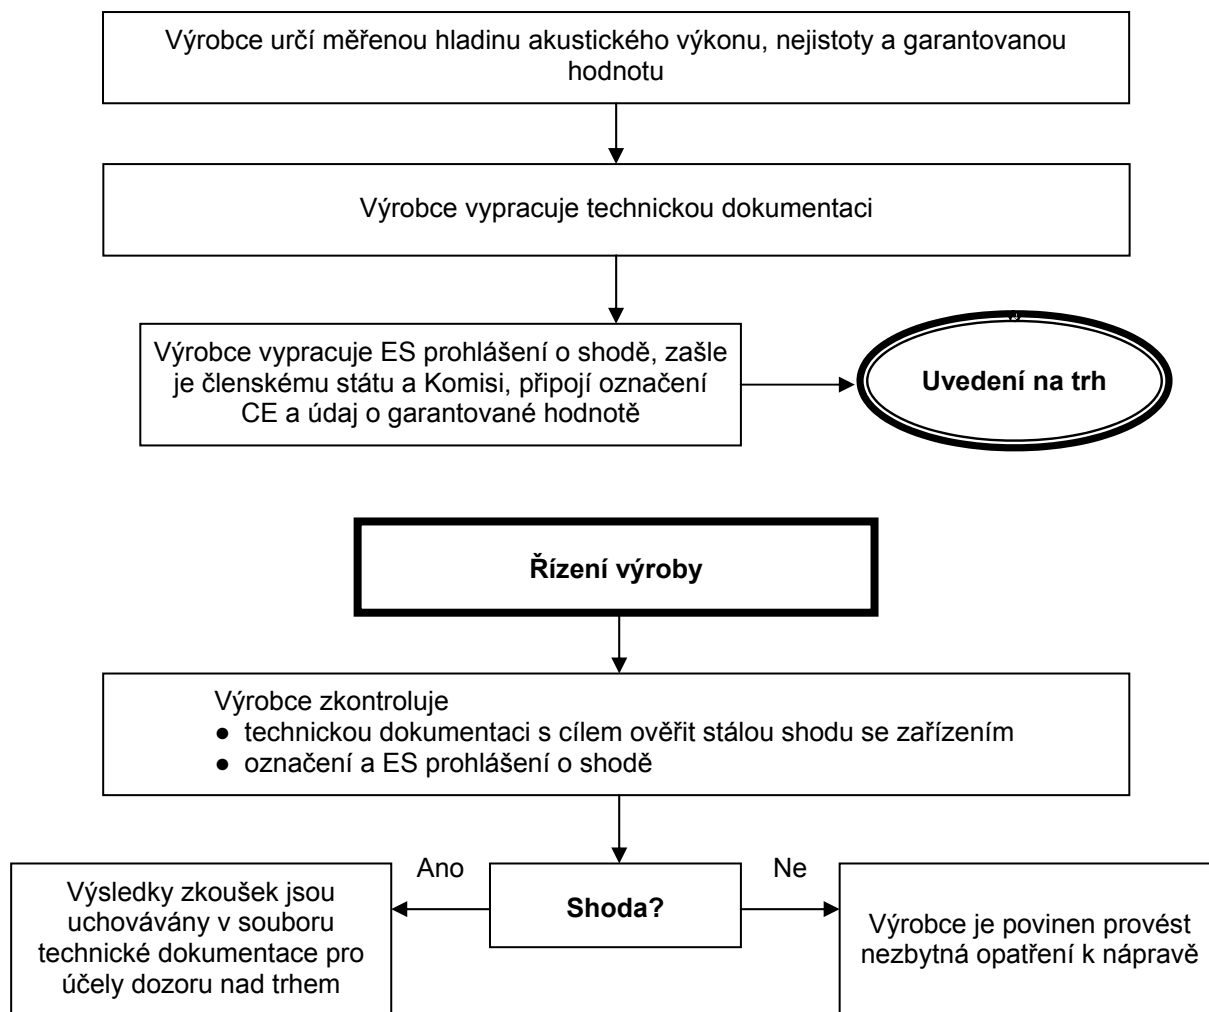 Výrobce určí měřenou hladinu akustického výkonu, nejistoty a garantovanou
hodnotu
Výrobce vypracuje technickou dokumentaci
Výrobce vypracuje ES prohlášení o shodě, zašle
je členskému státu a Komisi, připojí označení
CE a údaj o garantované hodnotě
Uvedení na trh
Řízení výroby
Výrobce zkontroluje
● technickou dokumentaci s cílem ověřit stálou shodu se zařízením
● označení a ES prohlášení o shodě
Ano
Shoda?
Ne
Výsledky zkoušek jsou
uchovávány v souboru
technické dokumentace pro
účely dozoru nad trhem
Výrobce je povinen provést
nezbytná opatření k nápravě